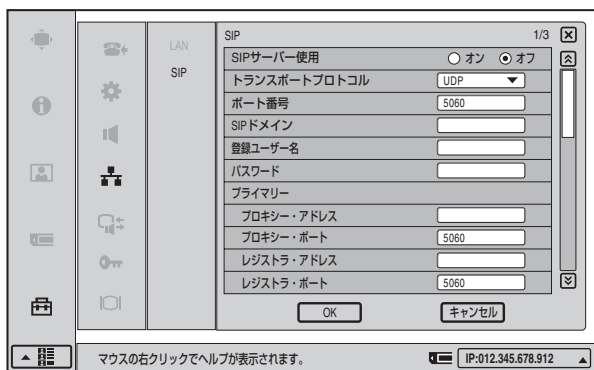 LAN
SIP
SIP 1/3
SIPサーバー使用 オン オフ
トランスポートプロトコル UDP
ポート番号 5060
SIPドメイン
登録ユーザー名
パスワード
プライマリー
プロキシー・アドレス
プロキシー・ポート 5060
レジストラ・アドレス
レジストラ・ポート 5060
OK キャンセル
マウスの右クリックでヘルプが表示されます。 IP:012.345.678.912